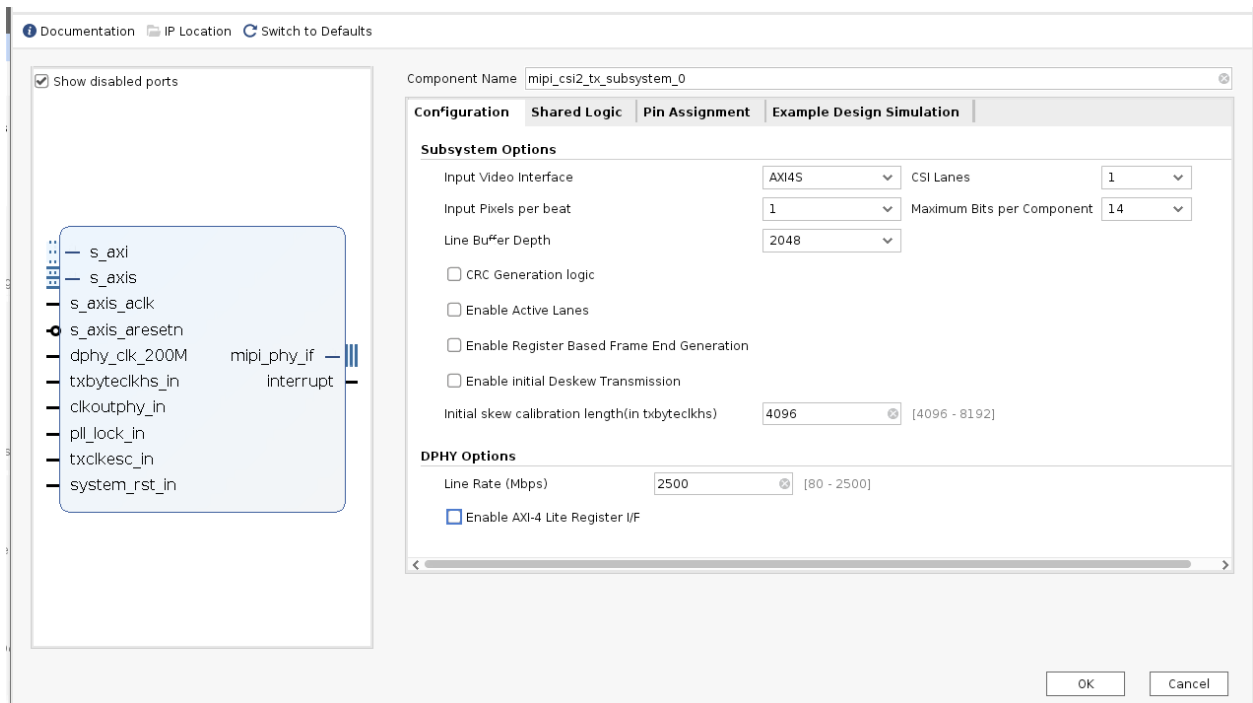 Documentation IP Location Switch to Defaults
Show disabled ports
s_axi
s_axis
s_axis_aclk
s_axis_aresetn
dphy_clk_200M mipi_phy_if
txbyteclkhs_in interrupt
clkoutphy_in
pll_lock_in
txclkesc_in
system_rst_in
Component Name mipi_csi2_tx_subsystem_0
Configuration Shared Logic Pin Assignment Example Design Simulation
Subsystem Options
Input Video Interface AXI4S CSI Lanes 1
Input Pixels per beat 1 Maximum Bits per Component 14
Line Buffer Depth 2048
CRC Generation logic
Enable Active Lanes
Enable Register Based Frame End Generation
Enable initial Deskew Transmission
Initial skew calibration length(in txbyteclkhs) 4096 [4096 - 8192]
DPHY Options
Line Rate (Mbps) 2500 [80 - 2500]
Enable AXI-4 Lite Register I/F
OK Cancel